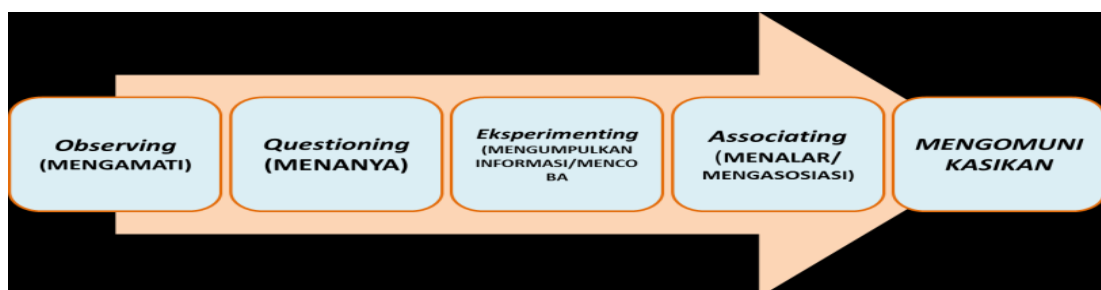 Observing
(MENGAMATI)
Questioning
(MENANYA)
Eksperimenting
(MENGUMPULKAN
INFORMASI/MENCO
BA
Associating
(MENALAR/
MENGASOSIASI)
MENGOMUNI
KASIKAN